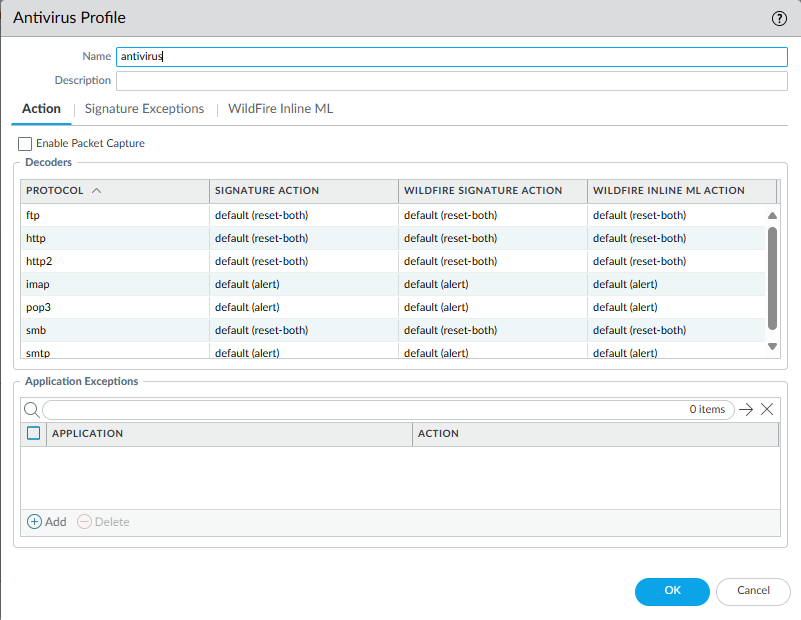 Antivirus Profile
Name antivirus
Description
Action Signature Exceptions WildFire Inline ML
Enable Packet Capture
Decoders
PROTOCOL SIGNATURE ACTION WILDFIRE SIGNATURE ACTION WILDFIRE INLINE ML ACTION
ftp default (reset-both) default (reset-both) default (reset-both)
http default (reset-both) default (reset-both) default (reset-both)
http2 default (reset-both) default (reset-both) default (reset-both)
imap default (alert) default (alert) default (alert)
pop3 default (alert) default (alert) default (alert)
smb default (reset-both) default (reset-both) default (reset-both)
smtp default (alert) default (alert) default (alert)
Application Exceptions
0 items
APPLICATION ACTION
Add Delete
OK Cancel